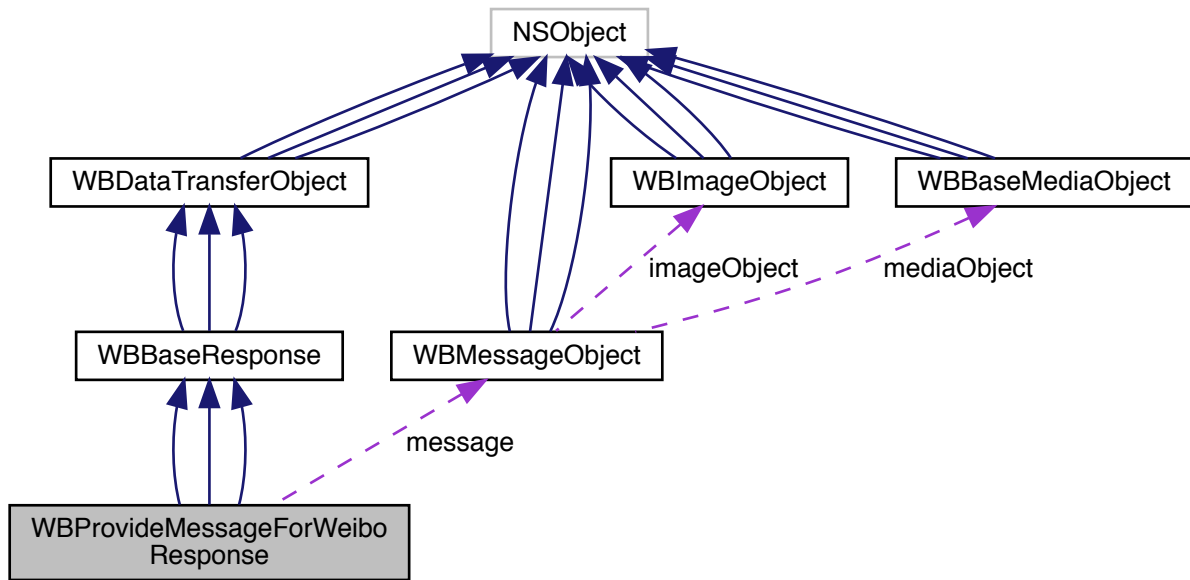 NSObject
WBDataTransferObject
WBImageObject
WBBaseMediaObject
imageObject
mediaObject
WBBaseResponse
WBMessageObject
message
WBProvideMessageForWeibo
Response